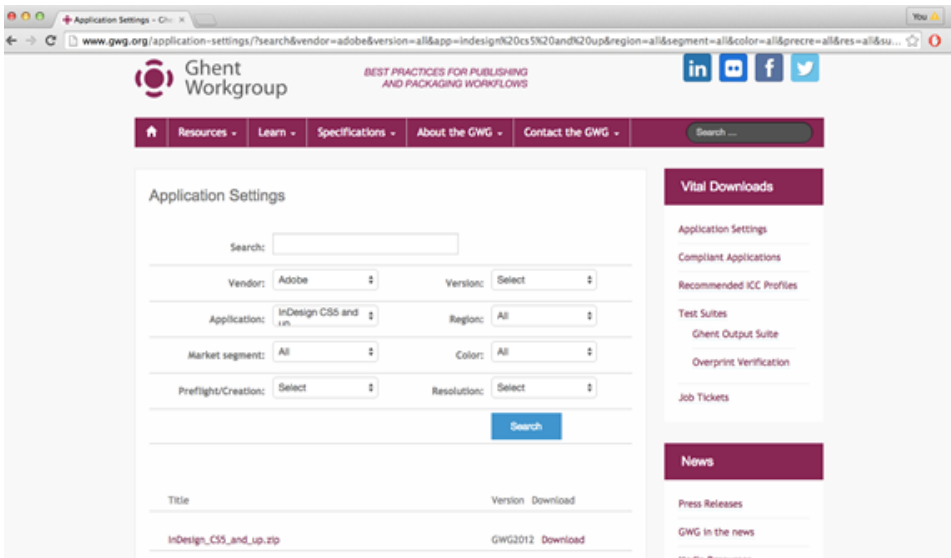 Application Settings - Ghe
You
www.gwg.org/application-settings/?search&vendor=adobe&version=all&app=indesign%20cs5%20and%20up&region=all&segment=all&color=all&precre=all&res=all&su...
Ghent
Workgroup
BEST PRACTICES FOR PUBLISHING
AND PACKAGING WORKFLOWS
in
f
Resources Learn Specifications About the GWG Contact the GWG Search ...
Application Settings
Search:
Vendor: Adobe Version: Select
Application: InDesign CS5 and up Region: All
Market segment: All Color: All
Preflight/Creation: Select Resolution: Select
Search
Title Version Download
InDesign_CS5_and_up.zip GWG2012 Download
Vital Downloads
Application Settings
Compliant Applications
Recommended ICC Profiles
Test Suites
Ghent Output Suite
Overprint Verification
Job Tickets
News
Press Releases
GWG in the news